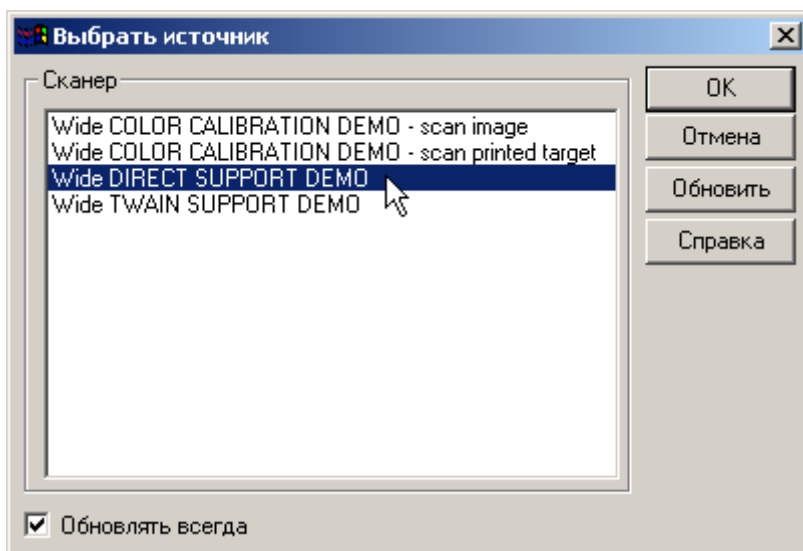 Выбрать источник
Сканер
Wide COLOR CALIBRATION DEMO - scan image
Wide COLOR CALIBRATION DEMO - scan printed target
Wide DIRECT SUPPORT DEMO
Wide TWAIN SUPPORT DEMO
OK
Отмена
Обновить
Справка
Обновлять всегда